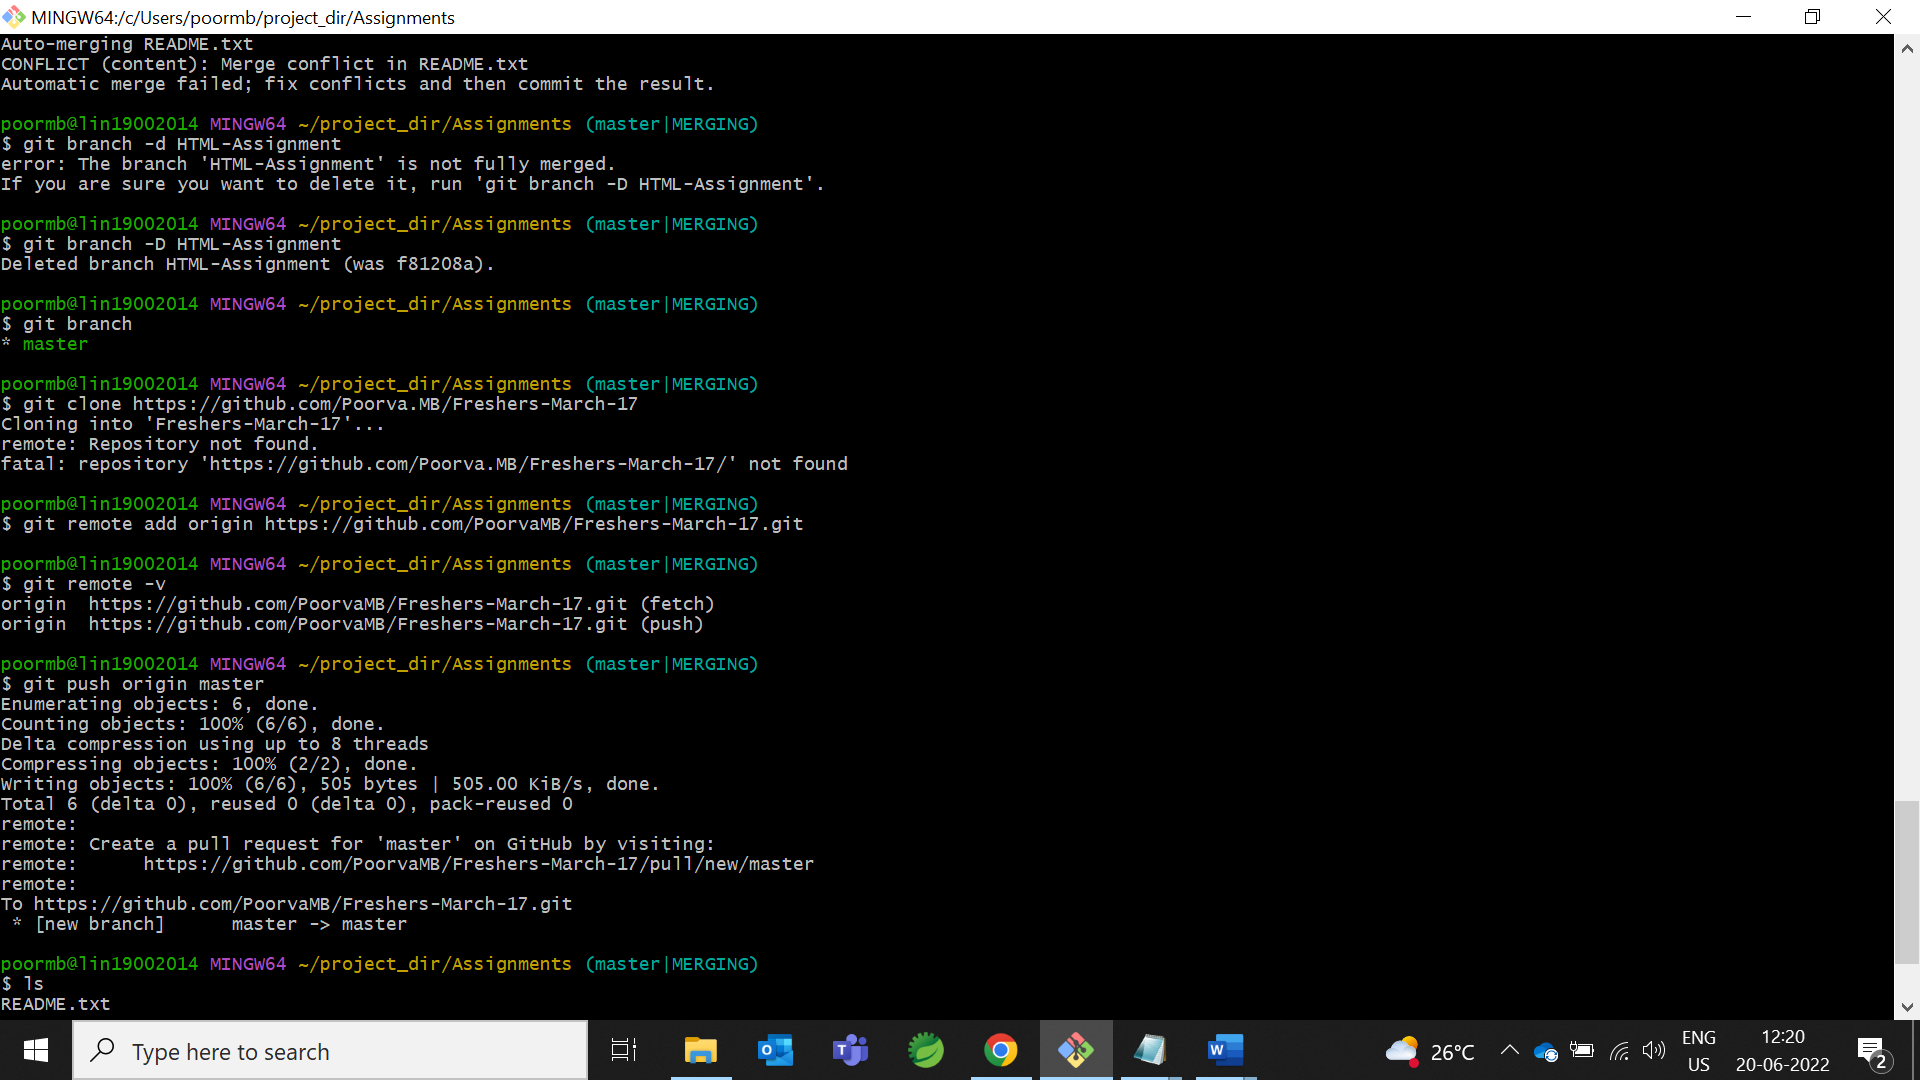 MINGW64:/c/Users/poormb/project_dir/Assignments
Auto-merging README.txt
CONFLICT (content): Merge conflict in README.txt
Automatic merge failed; fix conflicts and then commit the result.
poormb@lin19002014 MINGW64 ~/project_dir/Assignments (master|MERGING)
$ git branch -d HTML-Assignment
error: The branch 'HTML-Assignment' is not fully merged.
If you are sure you want to delete it, run 'git branch -D HTML-Assignment'.
poormb@lin19002014 MINGW64 ~/project_dir/Assignments (master|MERGING)
$ git branch -D HTML-Assignment
Deleted branch HTML-Assignment (was f81208a).
poormb@lin19002014 MINGW64 ~/project_dir/Assignments (master|MERGING)
$ git branch
* master
poormb@lin19002014 MINGW64 ~/project_dir/Assignments (master|MERGING)
$ git clone https://github.com/Poorva.MB/Freshers-March-17
Cloning into 'Freshers-March-17'...
remote: Repository not found.
fatal: repository 'https://github.com/Poorva.MB/Freshers-March-17/' not found
poormb@lin19002014 MINGW64 ~/project_dir/Assignments (master|MERGING)
$ git remote add origin https://github.com/PoorvaMB/Freshers-March-17.git
poormb@lin19002014 MINGW64 ~/project_dir/Assignments (master|MERGING)
$ git remote -v
origin  https://github.com/PoorvaMB/Freshers-March-17.git (fetch)
origin  https://github.com/PoorvaMB/Freshers-March-17.git (push)
poormb@lin19002014 MINGW64 ~/project_dir/Assignments (master|MERGING)
$ git push origin master
Enumerating objects: 6, done.
Counting objects: 100% (6/6), done.
Delta compression using up to 8 threads
Compressing objects: 100% (2/2), done.
Writing objects: 100% (6/6), 505 bytes | 505.00 KiB/s, done.
Total 6 (delta 0), reused 0 (delta 0), pack-reused 0
remote:
remote: Create a pull request for 'master' on GitHub by visiting:
remote:      https://github.com/PoorvaMB/Freshers-March-17/pull/new/master
remote:
To https://github.com/PoorvaMB/Freshers-March-17.git
 * [new branch]      master -> master
poormb@lin19002014 MINGW64 ~/project_dir/Assignments (master|MERGING)
$ ls
README.txt
Type here to search
26°C
ENG
US
12:20
20-06-2022
2